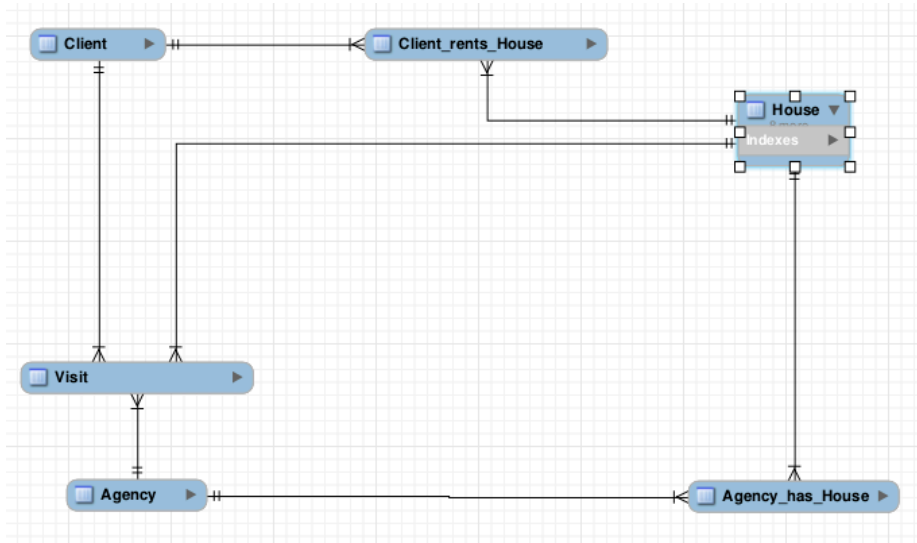 Client
Client_rents_House
House
Indexes
Visit
Agency
Agency_has_House